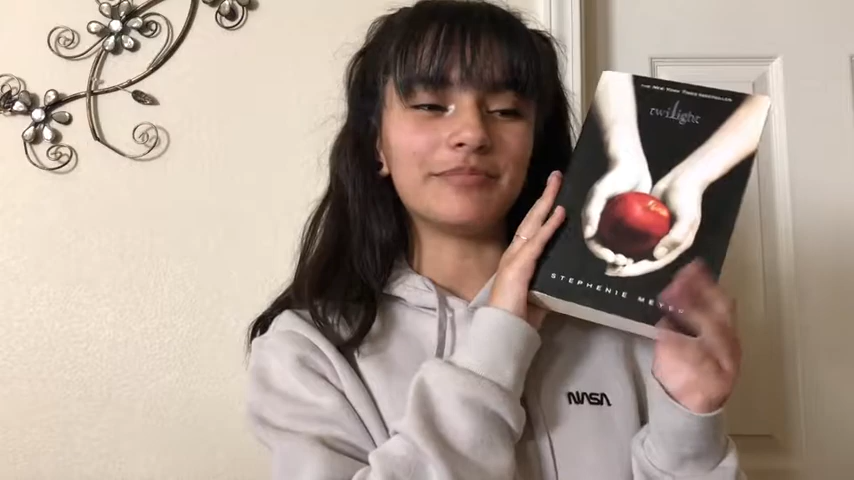 THE NEW YORK TIMES BESTSELLER
twilight
STEPHENIE MEYER
NASA